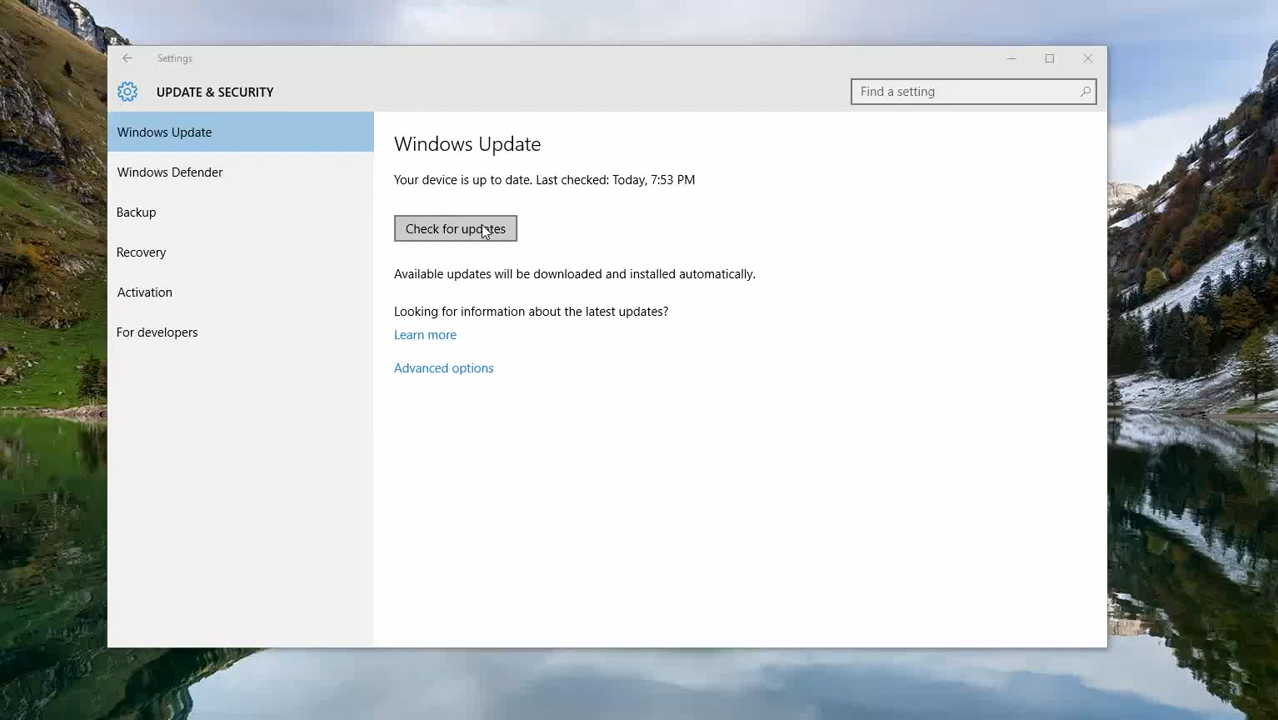 Settings
UPDATE & SECURITY
Find a setting
Windows Update
Windows Defender
Backup
Recovery
Activation
For developers
Windows Update
Your device is up to date. Last checked: Today, 7:53 PM
Check for updates
Available updates will be downloaded and installed automatically.
Looking for information about the latest updates?
Learn more
Advanced options